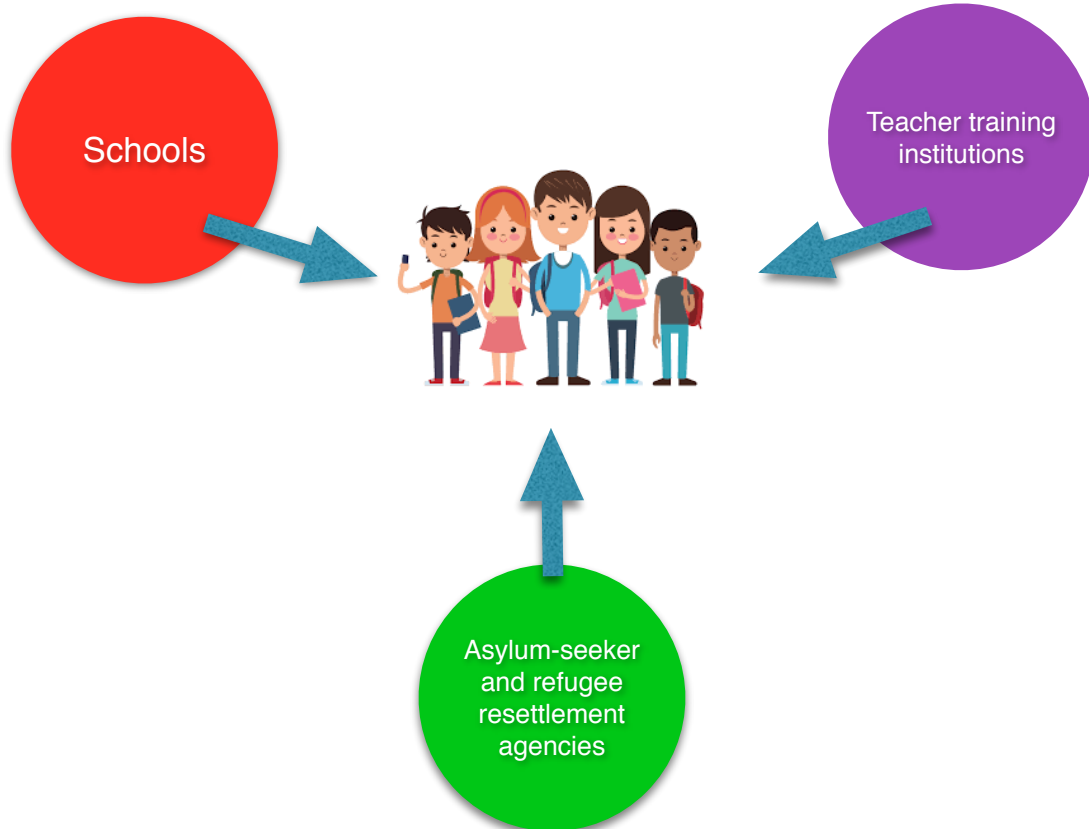 Schools
Teacher training
institutions
Asylum-seeker
and refugee
resettlement
agencies